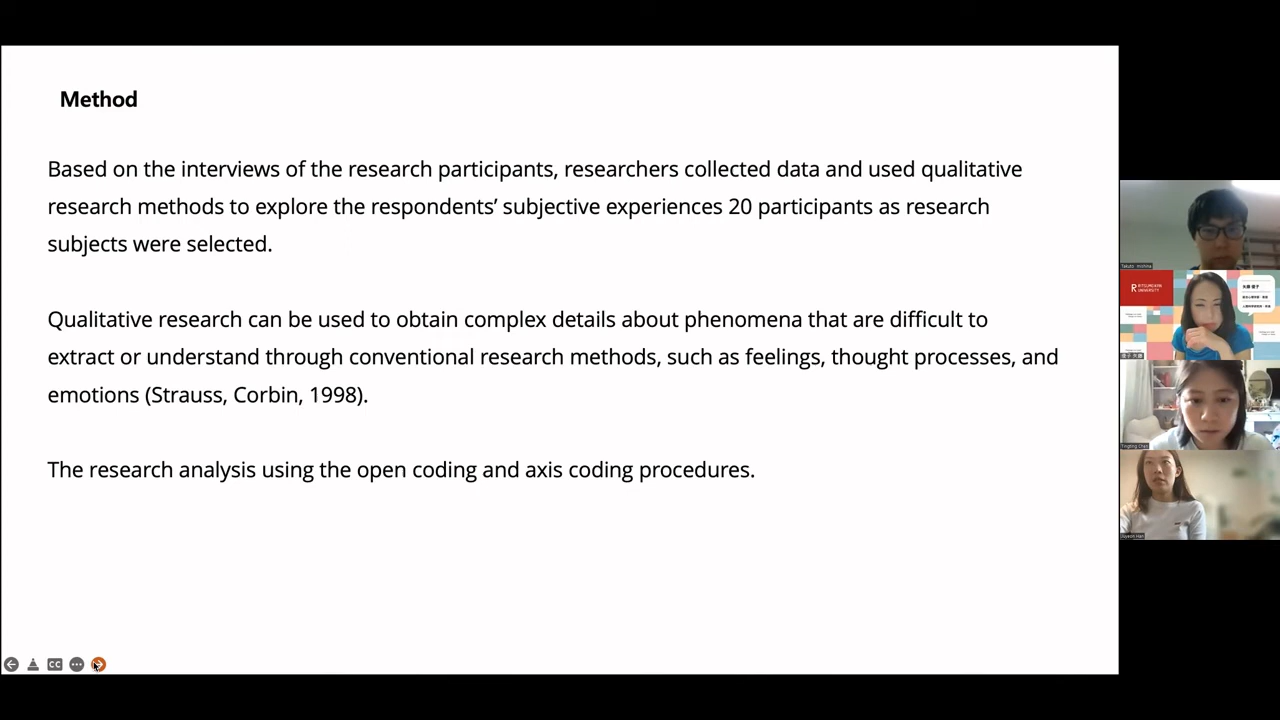 Method
Based on the interviews of the research participants, researchers collected data and used qualitative
research methods to explore the respondents’ subjective experiences 20 participants as research
subjects were selected.
Qualitative research can be used to obtain complex details about phenomena that are difficult to
extract or understand through conventional research methods, such as feelings, thought processes, and
emotions (Strauss, Corbin, 1998).
The research analysis using the open coding and axis coding procedures.
CC
R RITSUMEIKAN
UNIVERSITY